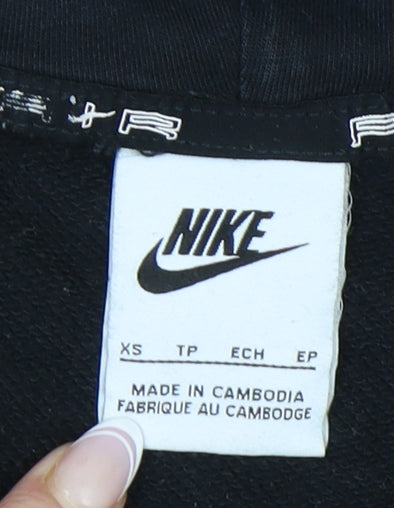 NIKE
XS TP ECH EP
MADE IN CAMBODIA
FABRIQUE AU CAMBODGE